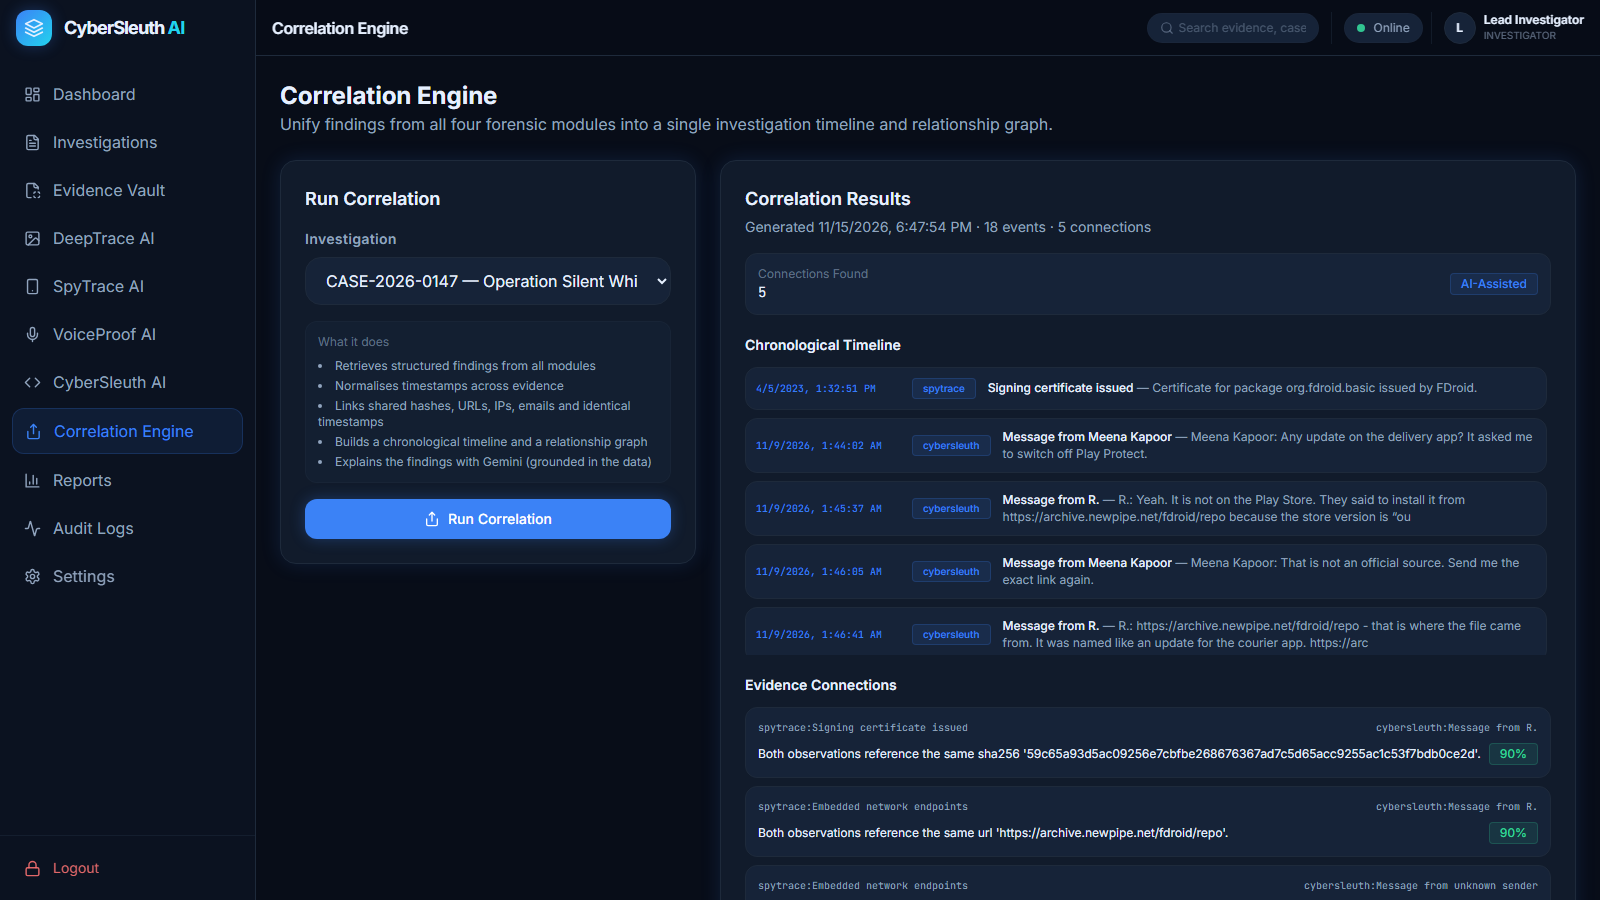 CyberSleuth AI
Dashboard
Investigations
Evidence Vault
DeepTrace AI
SpyTrace AI
VoiceProof AI
CyberSleuth AI
Correlation Engine
Reports
Audit Logs
Settings
Logout
Correlation Engine
Search evidence, case
Online
L
Lead Investigator
INVESTIGATOR
Correlation Engine
Unify findings from all four forensic modules into a single investigation timeline and relationship graph.
Run Correlation
Investigation
CASE-2026-0147 — Operation Silent Whi
What it does
• Retrieves structured findings from all modules
• Normalises timestamps across evidence
• Links shared hashes, URLs, IPs, emails and identical
timestamps
• Builds a chronological timeline and a relationship graph
• Explains the findings with Gemini (grounded in the data)
Run Correlation
Correlation Results
Generated 11/15/2026, 6:47:54 PM · 18 events · 5 connections
Connections Found
5
AI-Assisted
Chronological Timeline
4/5/2023, 1:32:51 PM spytrace Signing certificate issued — Certificate for package org.fdroid.basic issued by FDroid.
11/9/2026, 1:44:02 AM cybersleuth Message from Meena Kapoor — Meena Kapoor: Any update on the delivery app? It asked me
to switch off Play Protect.
11/9/2026, 1:45:37 AM cybersleuth Message from R. — R.: Yeah. It is not on the Play Store. They said to install it from
https://archive.newpipe.net/fdroid/repo because the store version is “ou
11/9/2026, 1:46:05 AM cybersleuth Message from Meena Kapoor — Meena Kapoor: That is not an official source. Send me the
exact link again.
11/9/2026, 1:46:41 AM cybersleuth Message from R. — R.: https://archive.newpipe.net/fdroid/repo - that is where the file came
from. It was named like an update for the courier app. https://arc
Evidence Connections
spytrace:Signing certificate issued cybersleuth:Message from R.
Both observations reference the same sha256 '59c65a93d5ac09256e7cbfbe268676367ad7c5d65acc9255ac1c53f7bdb0ce2d'. 90%
spytrace:Embedded network endpoints cybersleuth:Message from R.
Both observations reference the same url 'https://archive.newpipe.net/fdroid/repo'. 90%
spytrace:Embedded network endpoints cybersleuth:Message from unknown sender